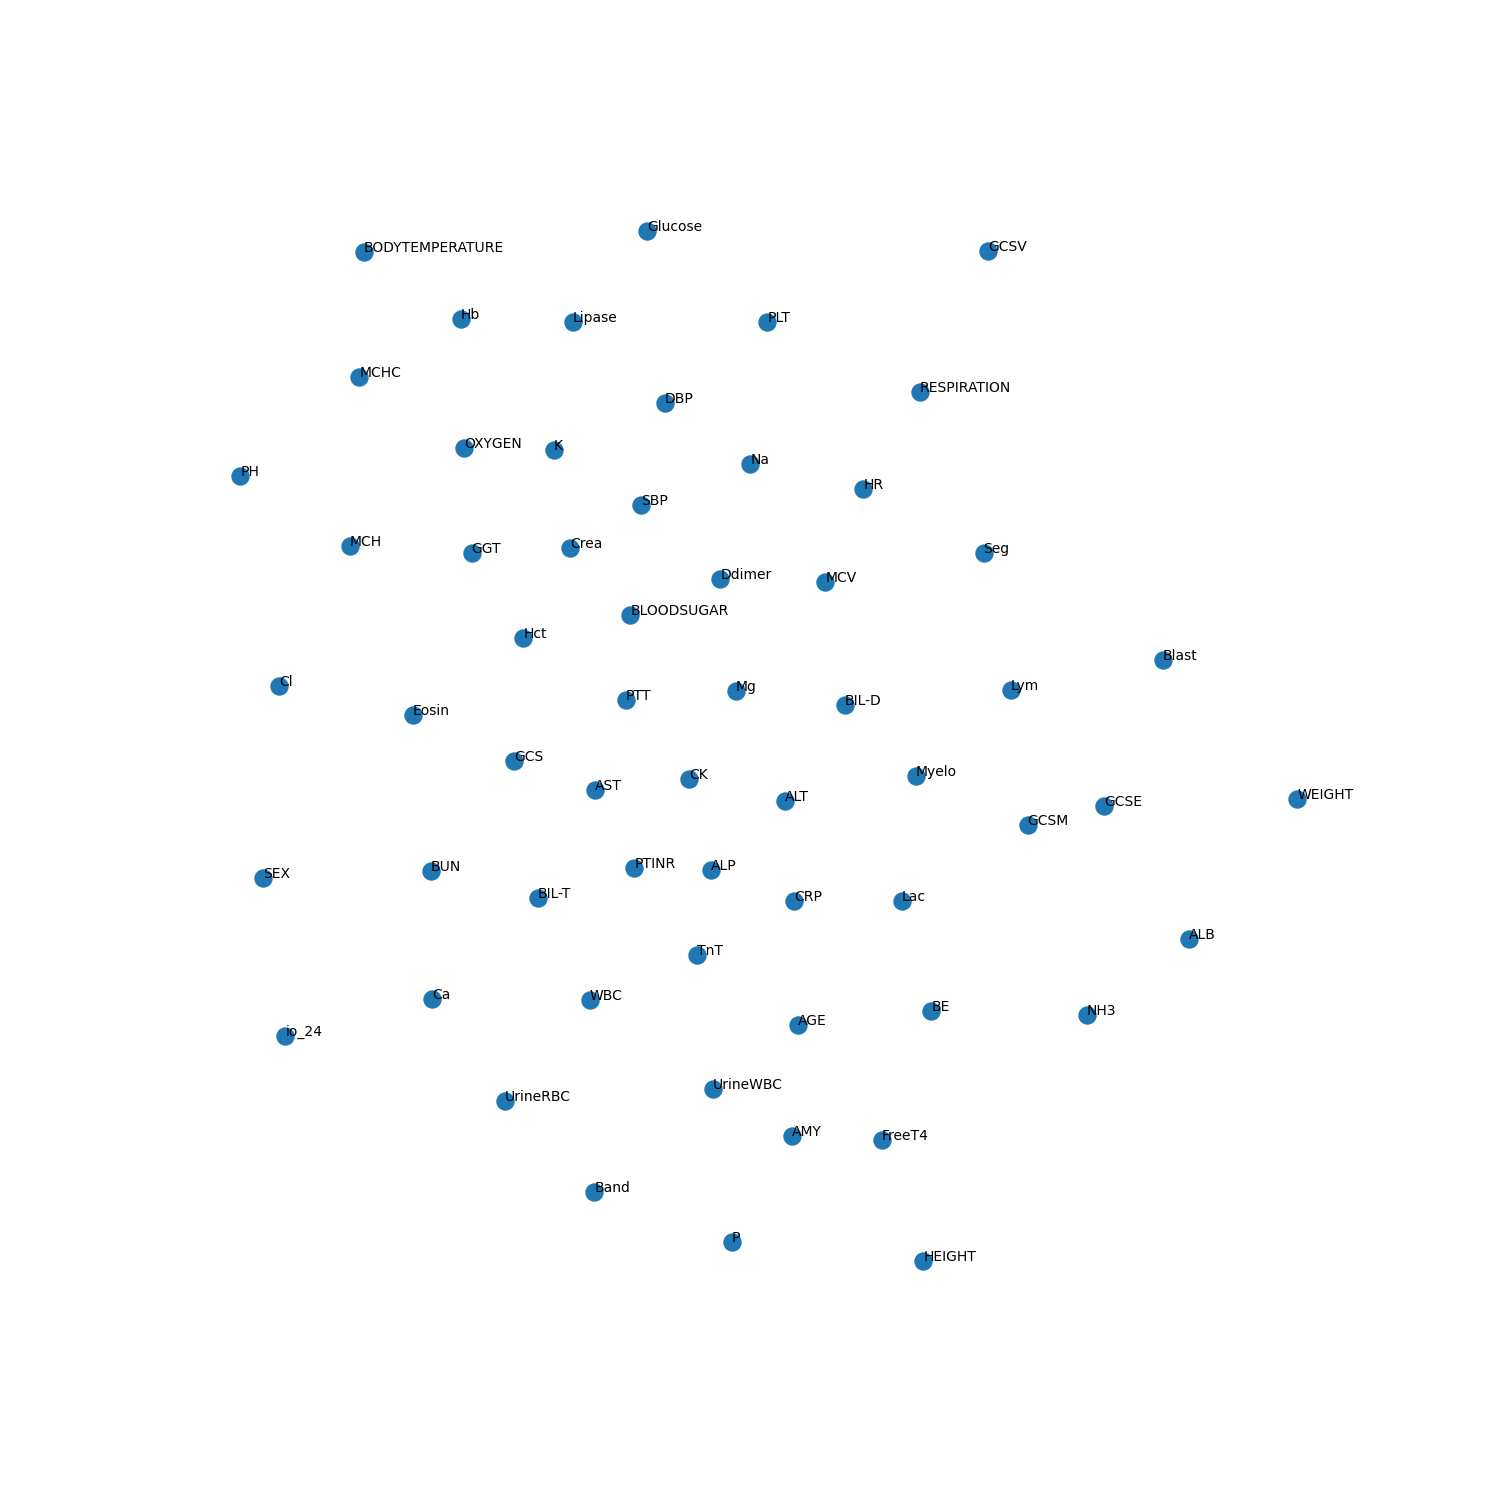 Glucose
BODYTEMPERATURE
GCSV
Hb
Lipase
PLT
MCHC
RESPIRATION
DBP
OXYGEN
K
Na
PH
HR
SBP
MCH
GGT
Crea
Seg
Ddimer
MCV
BLOODSUGAR
Hct
Blast
Cl
Lym
Mg
PTT
BIL-D
Eosin
GCS
Myelo
CK
AST
ALT
WEIGHT
GCSE
GCSM
PTINR
ALP
BUN
SEX
BIL-T
CRP
Lac
ALB
TnT
Ca
WBC
BE
NH3
AGE
io_24
UrineWBC
UrineRBC
AMY
FreeT4
Band
P
HEIGHT